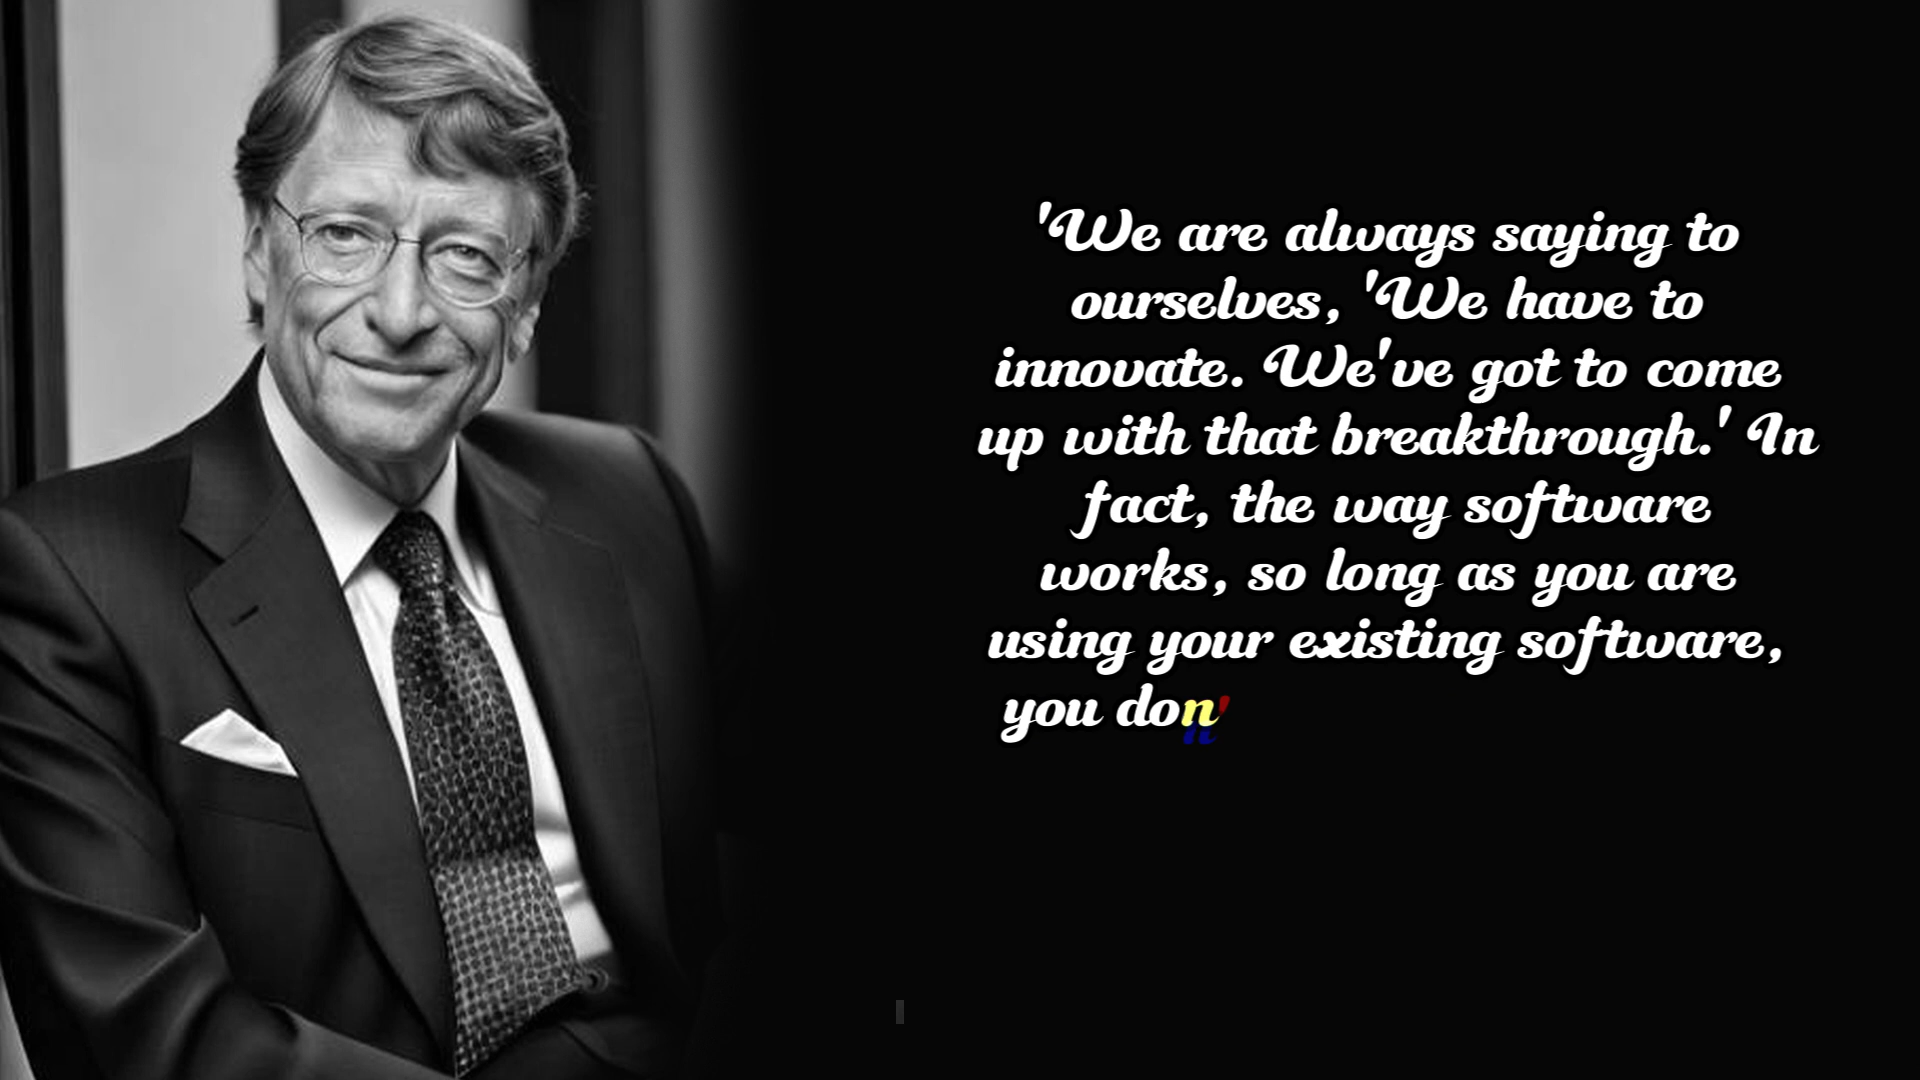 'We are always saying to
ourselves, 'We have to
innovate. We've got to come
up with that breakthrough.' In
fact, the way software
works, so long as you are
using your existing software,
you don'